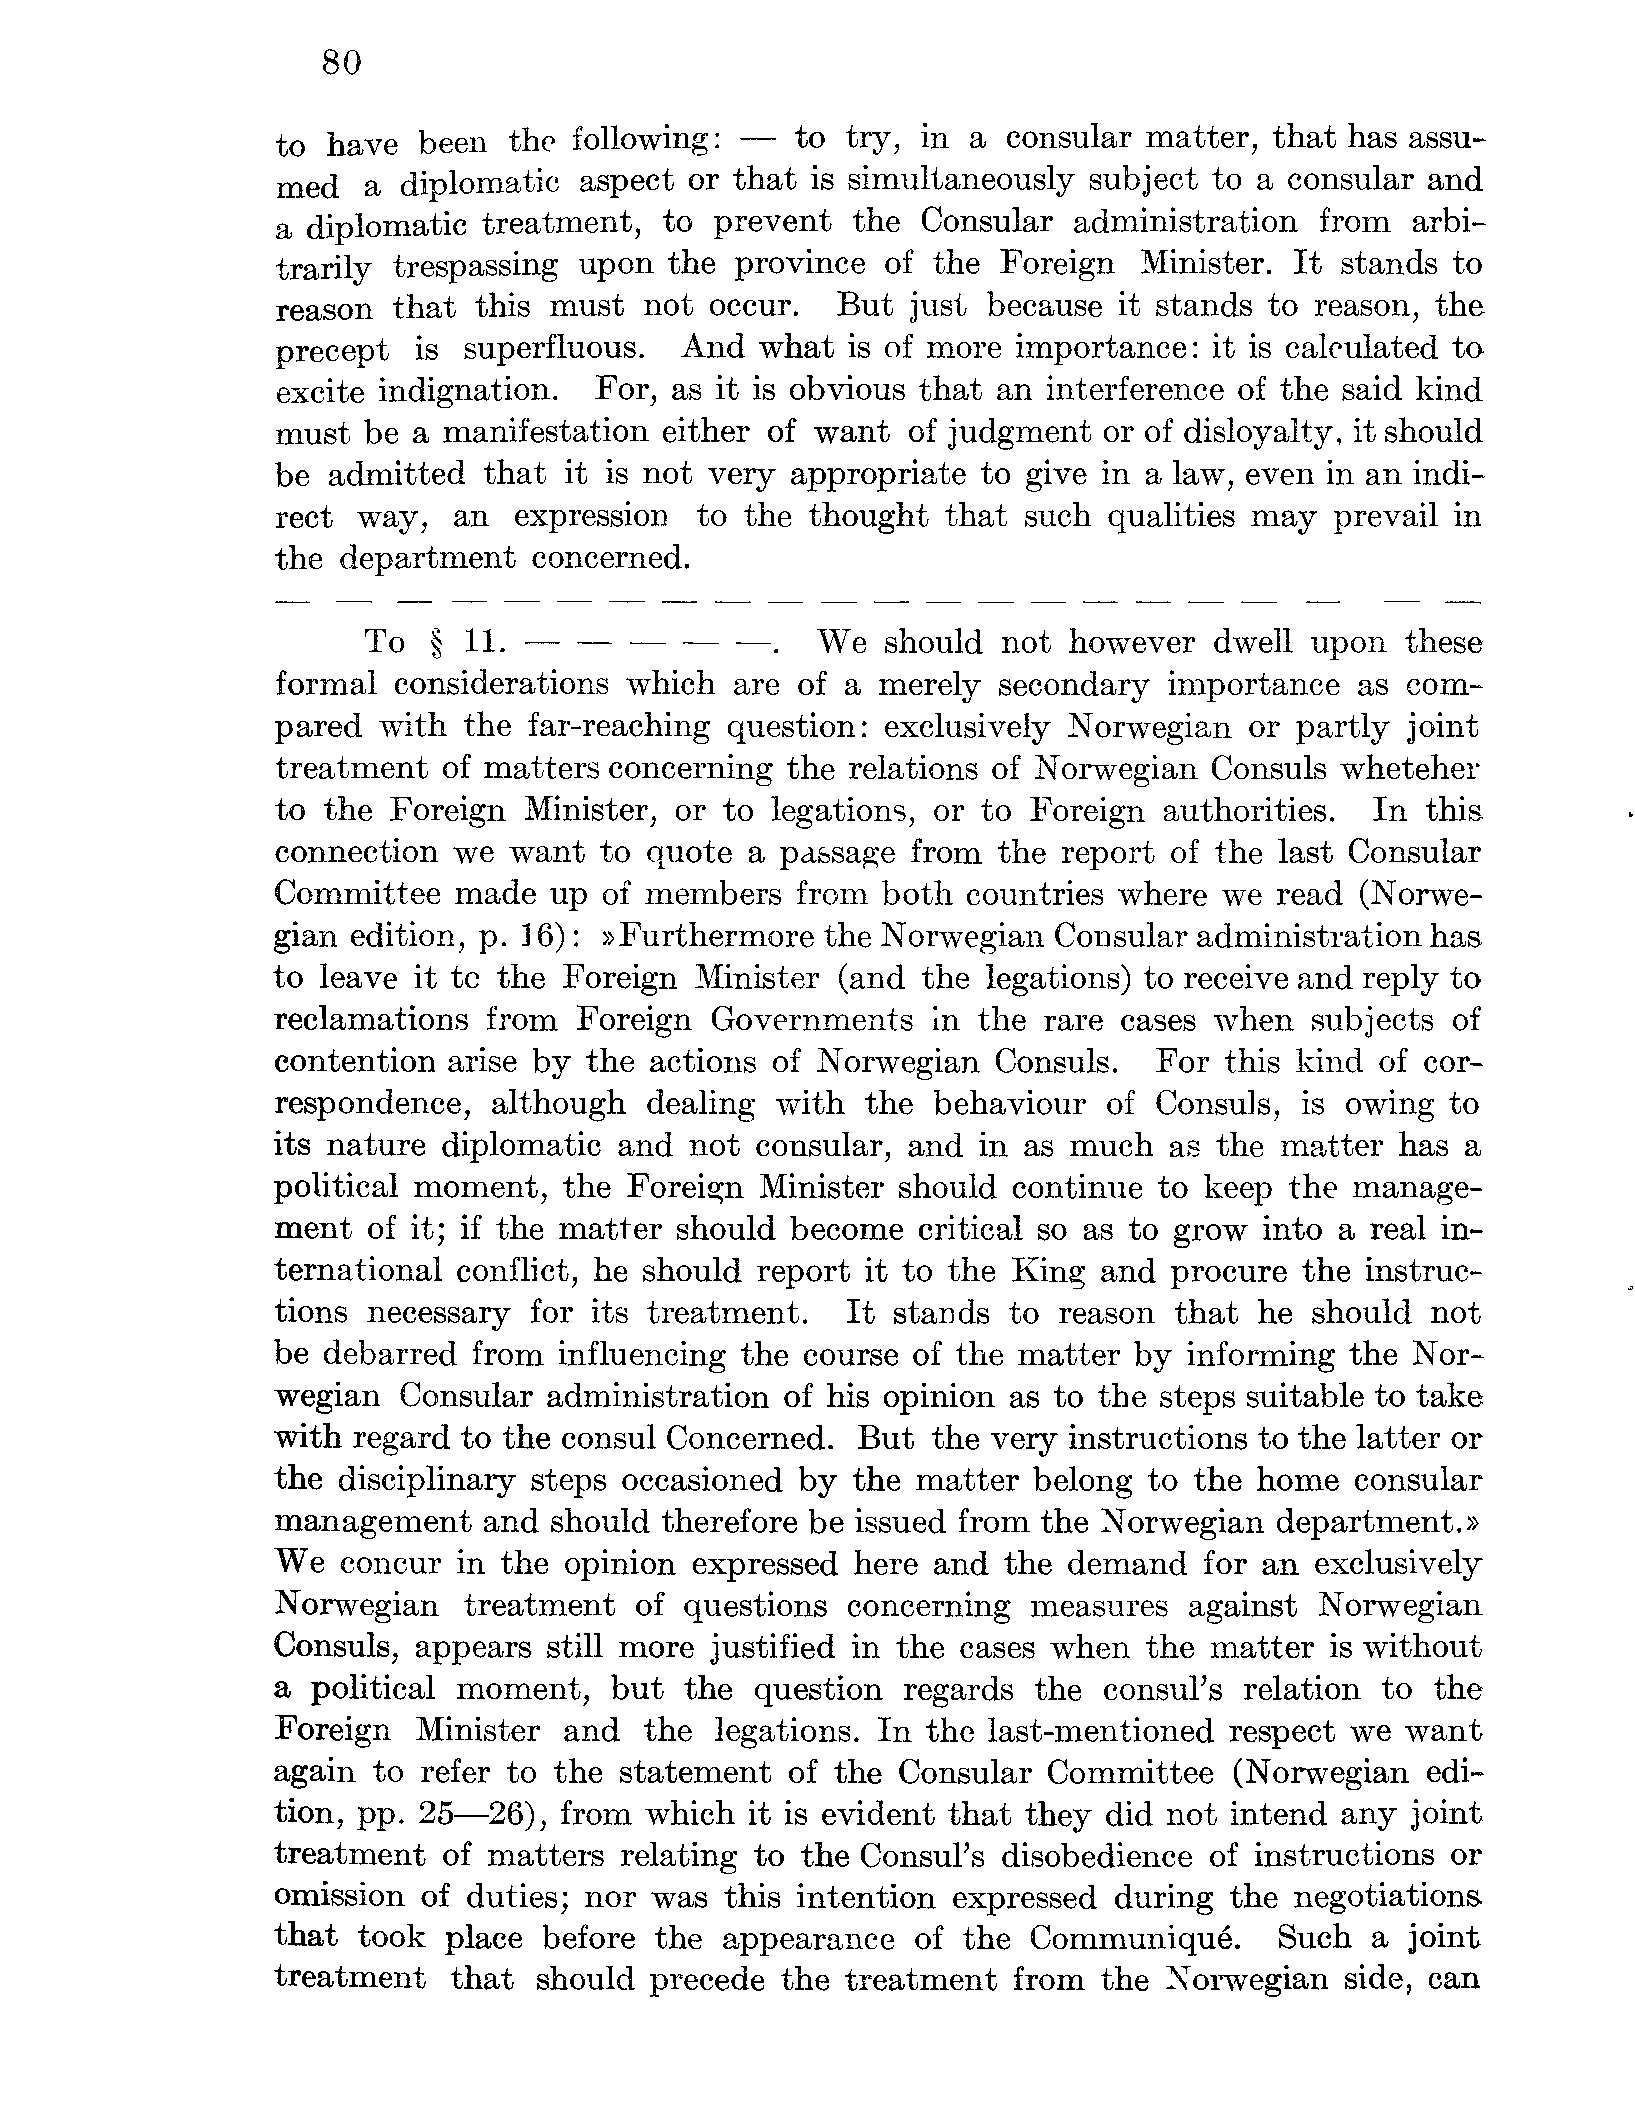 80
to have been the following: — to try, in a consular matter, that has assu-
med a diplomatic aspect or that is simultaneously subject to a consular and
a diplomatic treatment, to prevent the Consular administration from arbi-
trarily trespassing upon the province of the Foreign Minister. It stands to
reason that this must not occur. But just because it stands to reason, the
precept is superfluous. And what is of more importance: it is calculated to
excite indignation. For, as it is obvious that an interference of the said kind
must be a manifestation either of want of judgment or of disloyalty, it should
be admitted that it is not very appropriate to give in a law, even in an indi-
rect way, an expression to the thought that such qualities may prevail in
the department concerned.
— — — — — — — — — — — — — — — — — — — — — — —
To § 11. — — — — —. We should not however dwell upon these
formal considerations which are of a merely secondary importance as com-
pared with the far-reaching question: exclusively Norwegian or partly joint
treatment of matters concerning the relations of Norwegian Consuls wheteher
to the Foreign Minister, or to legations, or to Foreign authorities. In this
connection we want to quote a passage from the report of the last Consular
Committee made up of members from both countries where we read (Norwe-
gian edition, p. 16): »Furthermore the Norwegian Consular administration has
to leave it to the Foreign Minister (and the legations) to receive and reply to
reclamations from Foreign Governments in the rare cases when subjects of
contention arise by the actions of Norwegian Consuls. For this kind of cor-
respondence, although dealing with the behaviour of Consuls, is owing to
its nature diplomatic and not consular, and in as much as the matter has a
political moment, the Foreign Minister should continue to keep the manage-
ment of it; if the matter should become critical so as to grow into a real in-
ternational conflict, he should report it to the King and procure the instruc-
tions necessary for its treatment. It stands to reason that he should not
be debarred from influencing the course of the matter by informing the Nor-
wegian Consular administration of his opinion as to the steps suitable to take
with regard to the consul Concerned. But the very instructions to the latter or
the disciplinary steps occasioned by the matter belong to the home consular
management and should therefore be issued from the Norwegian department.»
We concur in the opinion expressed here and the demand for an exclusively
Norwegian treatment of questions concerning measures against Norwegian
Consuls, appears still more justified in the cases when the matter is without
a political moment, but the question regards the consul's relation to the
Foreign Minister and the legations. In the last-mentioned respect we want
again to refer to the statement of the Consular Committee (Norwegian edi-
tion, pp. 25—26), from which it is evident that they did not intend any joint
treatment of matters relating to the Consul's disobedience of instructions or
omission of duties; nor was this intention expressed during the negotiations
that took place before the appearance of the Communiqué. Such a joint
treatment that should precede the treatment from the Norwegian side, can